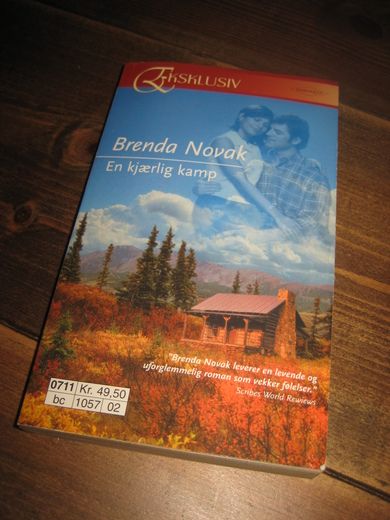 EKSKLUSIV
Brenda Novak
En kjærlig kamp
"Brenda Novak leverer en levende og
uforglemmelig roman som vekker følelser."
Scribes World Rewiews
0711 Kr. 49,50
bc 1057 02